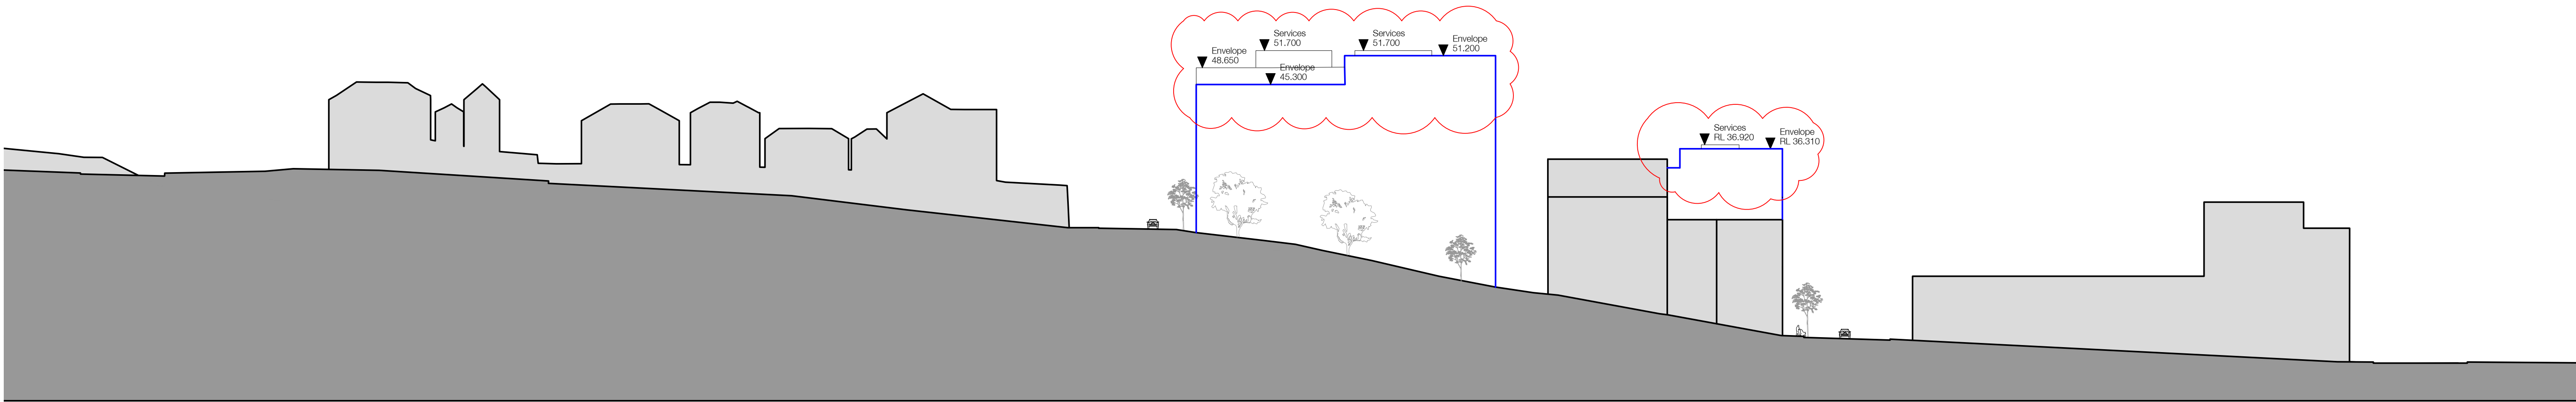 Services
51.700
Services
51.700
Envelope
51.200
Envelope
48.650
Envelope
45.300
Services
RL 36.920
Envelope
RL 36.310